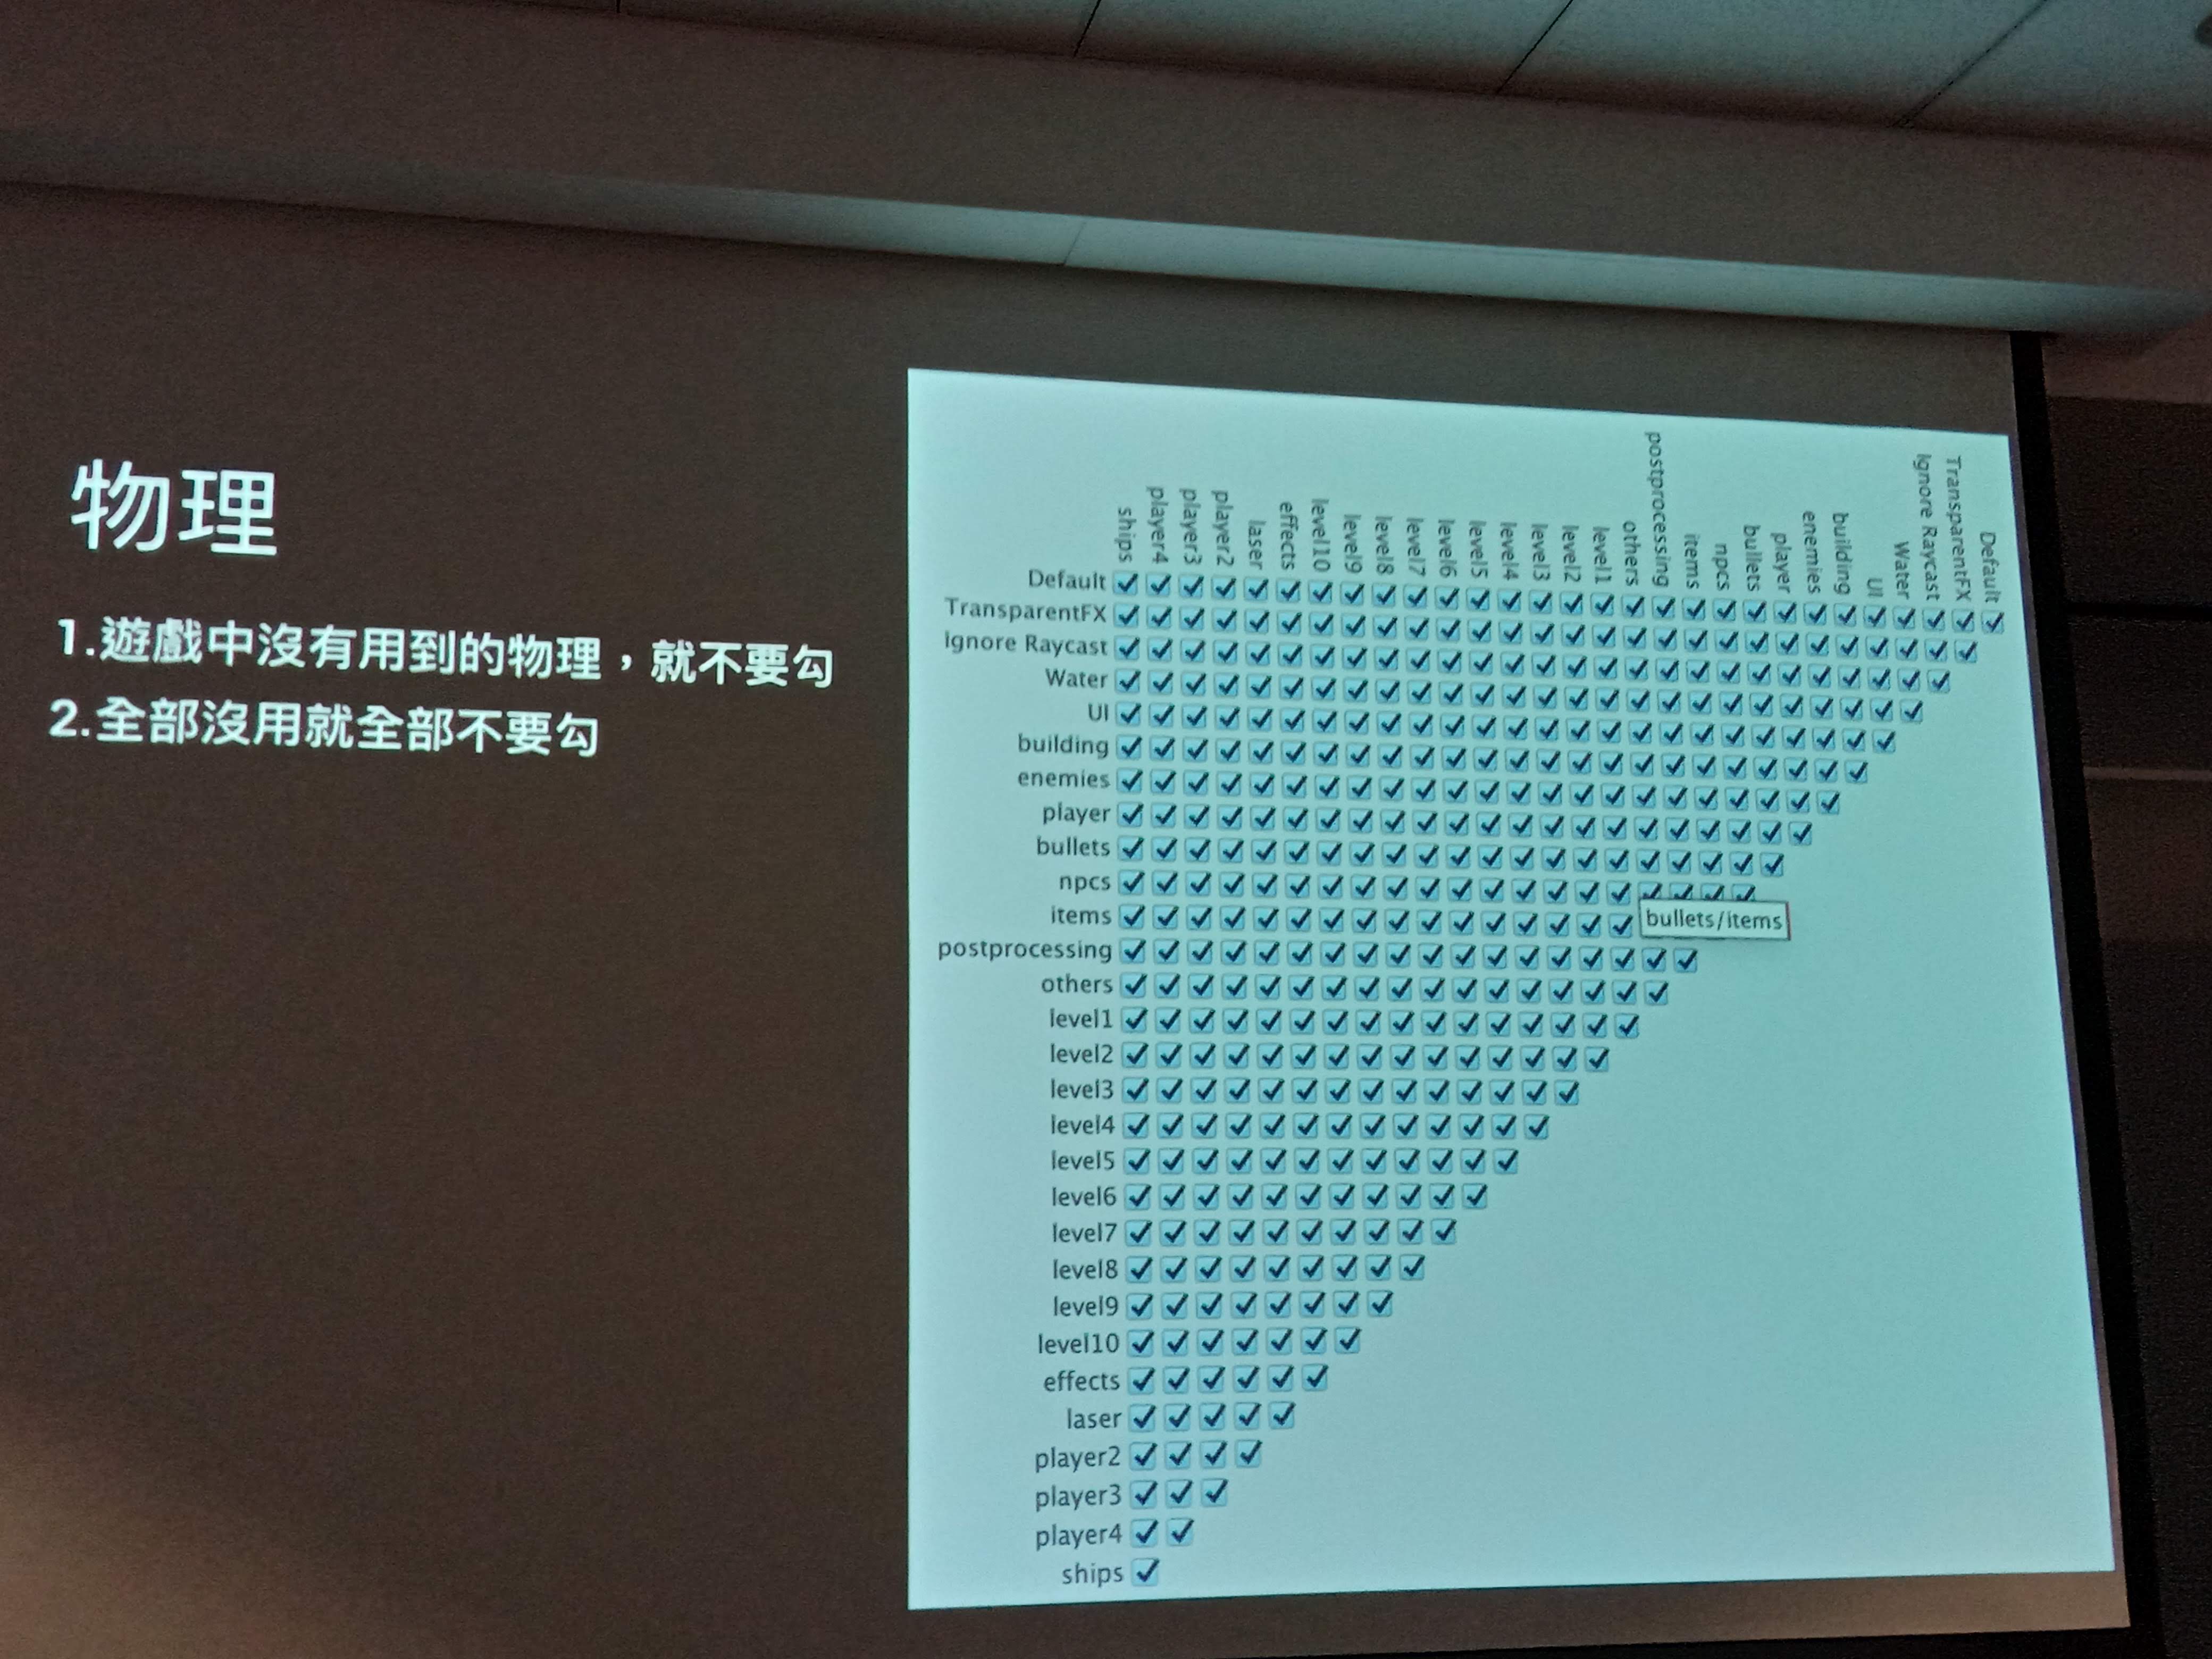 物理
1.遊戲中沒有用到的物理，就不要勾
2.全部沒用就全部不要勾
ships
player4
player3
player2
laser
effects
level10
level9
level8
level7
level6
level5
level4
level3
level2
level1
others
postprocessing
items
npcs
bullets
player
enemies
building
UI
Water
Ignore Raycast
TransparentFX
Default
Default
TransparentFX
Ignore Raycast
Water
UI
building
enemies
player
bullets
npcs
items
bullets/items
postprocessing
others
level1
level2
level3
level4
level5
level6
level7
level8
level9
level10
effects
laser
player2
player3
player4
ships